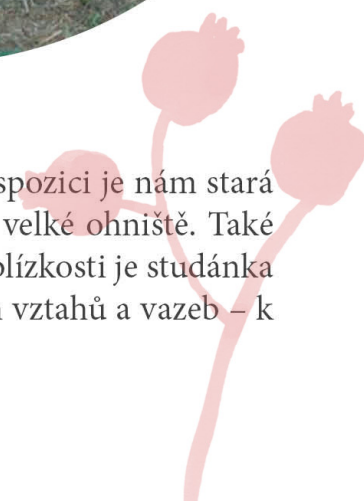 spozici je nám stará
velké ohniště. Také
blízkosti je studánka
vztahů a vazeb – k